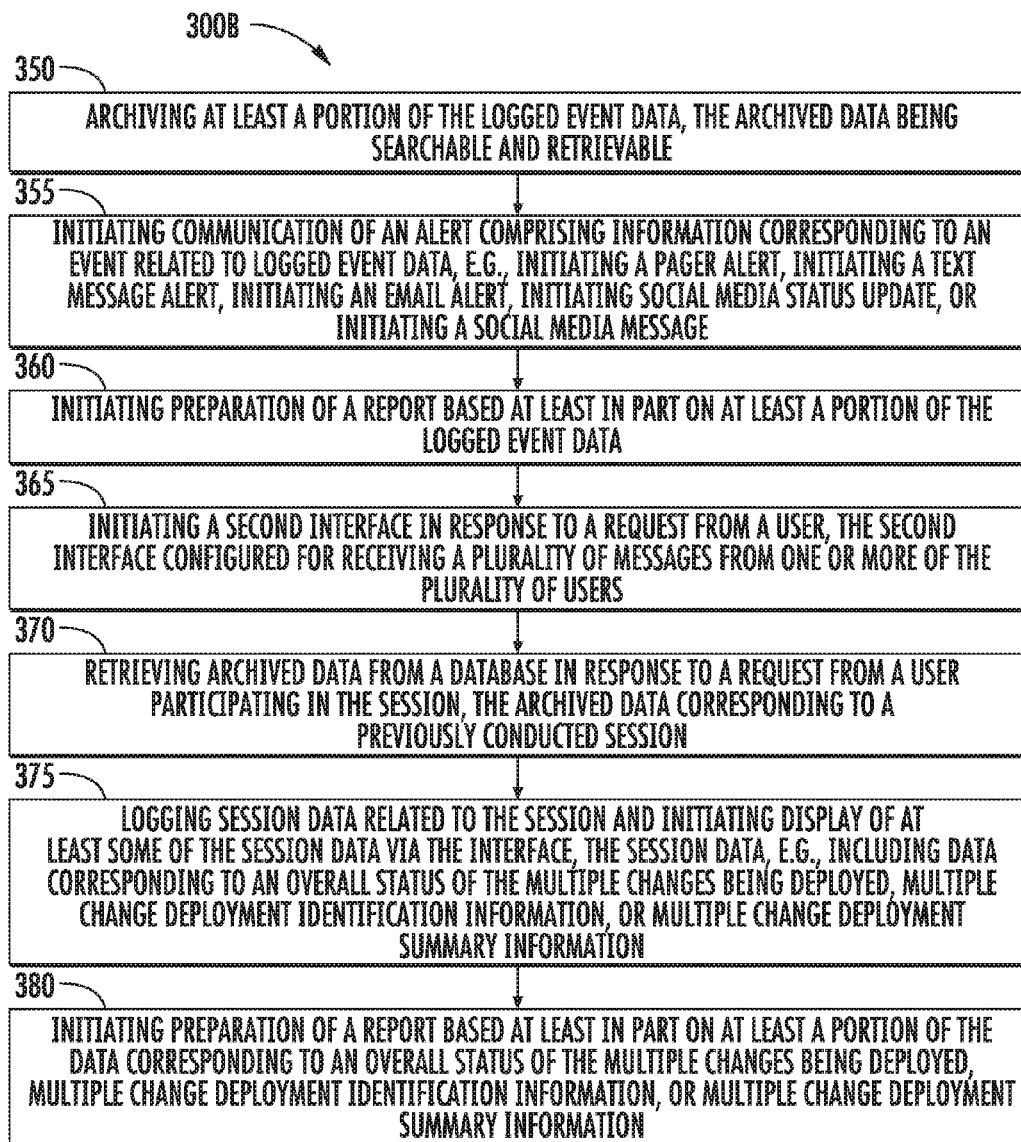 300B
350
ARCHIVING AT LEAST A PORTION OF THE LOGGED EVENT DATA, THE ARCHIVED DATA BEING
SEARCHABLE AND RETRIEVABLE
355
INITIATING COMMUNICATION OF AN ALERT COMPRISING INFORMATION CORRESPONDING TO AN
EVENT RELATED TO LOGGED EVENT DATA, E.G., INITIATING A PAGER ALERT, INITIATING A TEXT
MESSAGE ALERT, INITIATING AN EMAIL ALERT, INITIATING SOCIAL MEDIA STATUS UPDATE, OR
INITIATING A SOCIAL MEDIA MESSAGE
360
INITIATING PREPARATION OF A REPORT BASED AT LEAST IN PART ON AT LEAST A PORTION OF THE
LOGGED EVENT DATA
365
INITIATING A SECOND INTERFACE IN RESPONSE TO A REQUEST FROM A USER, THE SECOND
INTERFACE CONFIGURED FOR RECEIVING A PLURALITY OF MESSAGES FROM ONE OR MORE OF THE
PLURALITY OF USERS
370
RETRIEVING ARCHIVED DATA FROM A DATABASE IN RESPONSE TO A REQUEST FROM A USER
PARTICIPATING IN THE SESSION, THE ARCHIVED DATA CORRESPONDING TO A
PREVIOUSLY CONDUCTED SESSION
375
LOGGING SESSION DATA RELATED TO THE SESSION AND INITIATING DISPLAY OF AT
LEAST SOME OF THE SESSION DATA VIA THE INTERFACE, THE SESSION DATA, E.G., INCLUDING DATA
CORRESPONDING TO AN OVERALL STATUS OF THE MULTIPLE CHANGES BEING DEPLOYED, MULTIPLE
CHANGE DEPLOYMENT IDENTIFICATION INFORMATION, OR MULTIPLE CHANGE DEPLOYMENT
SUMMARY INFORMATION
380
INITIATING PREPARATION OF A REPORT BASED AT LEAST IN PART ON AT LEAST A PORTION OF THE
DATA CORRESPONDING TO AN OVERALL STATUS OF THE MULTIPLE CHANGES BEING DEPLOYED,
MULTIPLE CHANGE DEPLOYMENT IDENTIFICATION INFORMATION, OR MULTIPLE CHANGE DEPLOYMENT
SUMMARY INFORMATION